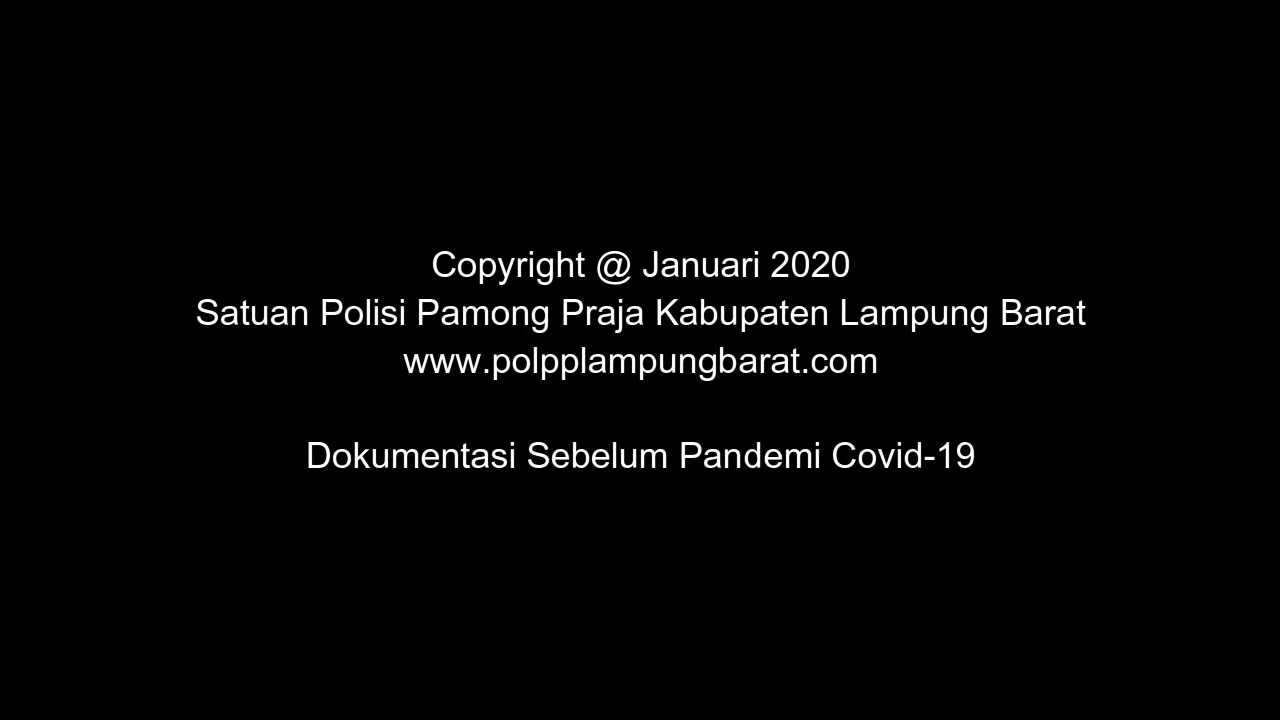 Copyright @ Januari 2020
Satuan Polisi Pamong Praja Kabupaten Lampung Barat
www.polpplampungbarat.com
Dokumentasi Sebelum Pandemi Covid-19